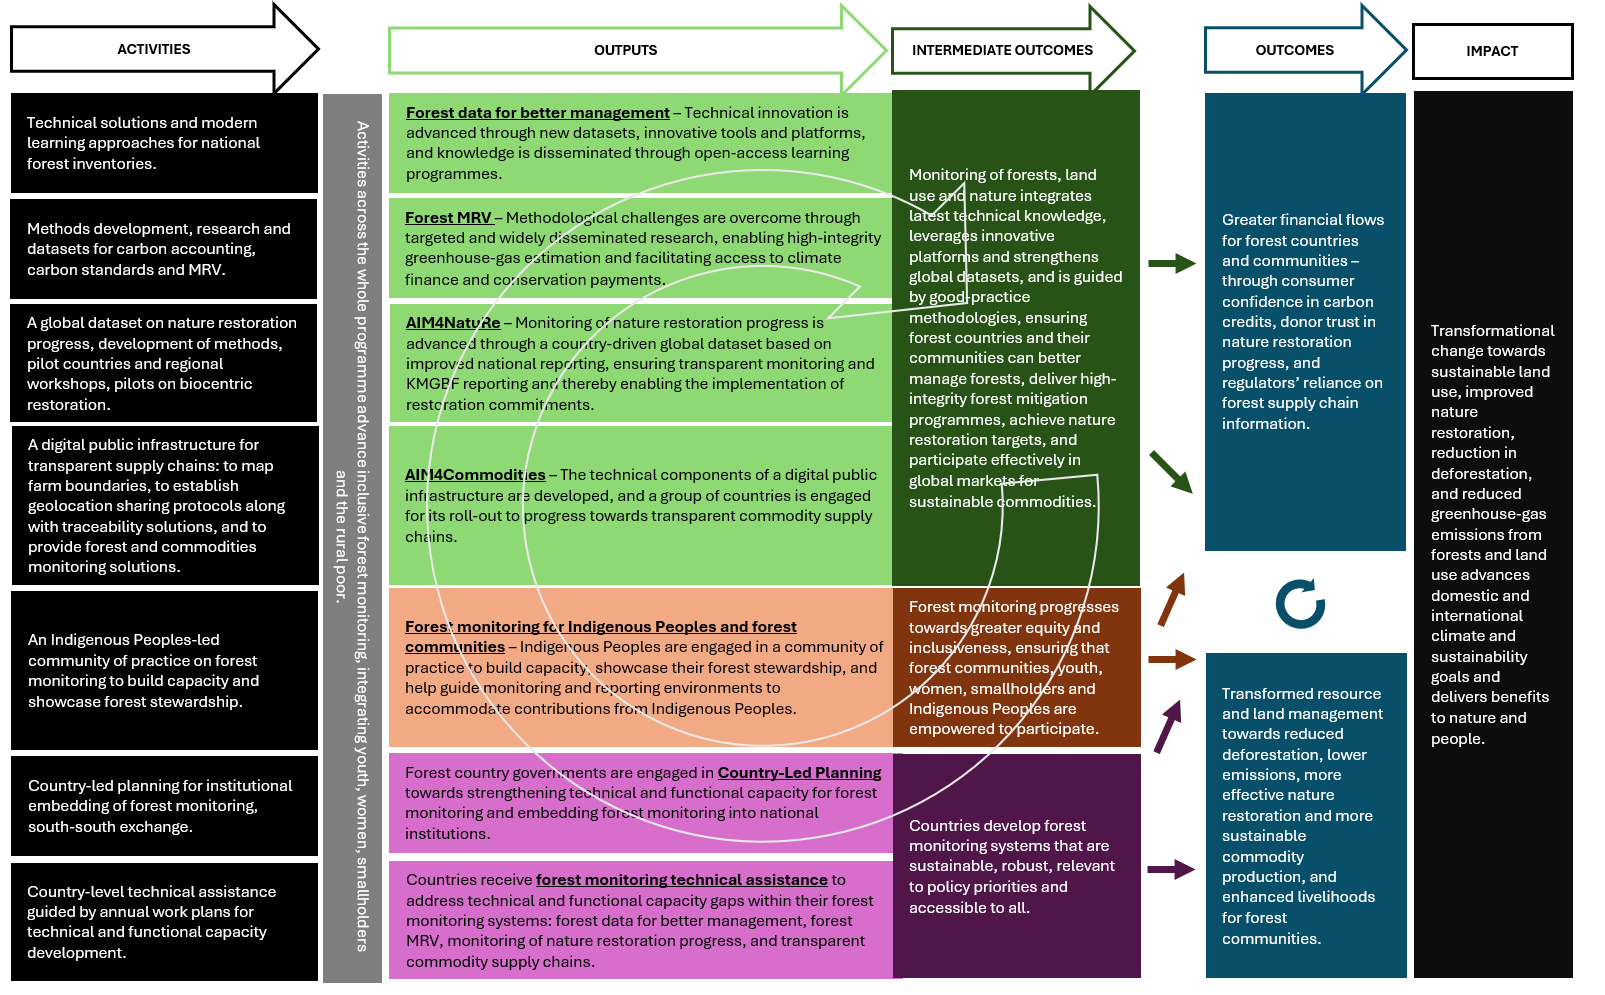 ACTIVITIES
OUTPUTS
INTERMEDIATE OUTCOMES
OUTCOMES
IMPACT
Technical solutions and modern
learning approaches for national
forest inventories.
Methods development, research and
datasets for carbon accounting,
carbon standards and MRV.
A global dataset on nature restoration
progress, development of methods,
pilot countries and regional
workshops, pilots on biocentric
restoration.
A digital public infrastructure for
transparent supply chains: to map
farm boundaries, to establish
geolocation sharing protocols along
with traceability solutions, and to
provide forest and commodities
monitoring solutions.
An Indigenous Peoples-led
community of practice on forest
monitoring to build capacity and
showcase forest stewardship.
Country-led planning for institutional
embedding of forest monitoring,
south-south exchange.
Country-level technical assistance
guided by annual work plans for
technical and functional capacity
development.
Activities across the whole programme advance inclusive forest monitoring, integrating youth, women, smallholders
and the rural poor.
Forest data for better management – Technical innovation is
advanced through new datasets, innovative tools and platforms,
and knowledge is disseminated through open-access learning
programmes.
Forest MRV – Methodological challenges are overcome through
targeted and widely disseminated research, enabling high-integrity
greenhouse-gas estimation and facilitating access to climate
finance and conservation payments.
AIM4NatuRe – Monitoring of nature restoration progress is
advanced through a country-driven global dataset based on
improved national reporting, ensuring transparent monitoring and
KMGBF reporting and thereby enabling the implementation of
restoration commitments.
AIM4Commodities – The technical components of a digital public
infrastructure are developed, and a group of countries is engaged
for its roll-out to progress towards transparent commodity supply
chains.
Forest monitoring for Indigenous Peoples and forest
communities – Indigenous Peoples are engaged in a community of
practice to build capacity, showcase their forest stewardship, and
help guide monitoring and reporting environments to
accommodate contributions from Indigenous Peoples.
Forest country governments are engaged in Country-Led Planning
towards strengthening technical and functional capacity for forest
monitoring and embedding forest monitoring into national
institutions.
Countries receive forest monitoring technical assistance to
address technical and functional capacity gaps within their forest
monitoring systems: forest data for better management, forest
MRV, monitoring of nature restoration progress, and transparent
commodity supply chains.
Monitoring of forests, land
use and nature integrates
latest technical knowledge,
leverages innovative
platforms and strengthens
global datasets, and is guided
by good-practice
methodologies, ensuring
forest countries and their
communities can better
manage forests, deliver high-
integrity forest mitigation
programmes, achieve nature
restoration targets, and
participate effectively in
global markets for
sustainable commodities.
Forest monitoring progresses
towards greater equity and
inclusiveness, ensuring that
forest communities, youth,
women, smallholders and
Indigenous Peoples are
empowered to participate.
Countries develop forest
monitoring systems that are
sustainable, robust, relevant
to policy priorities and
accessible to all.
Greater financial flows
for forest countries
and communities –
through consumer
confidence in carbon
credits, donor trust in
nature restoration
progress, and
regulators’ reliance on
forest supply chain
information.
Transformed resource
and land management
towards reduced
deforestation, lower
emissions, more
effective nature
restoration and more
sustainable
commodity
production, and
enhanced livelihoods
for forest
communities.
Transformational
change towards
sustainable land
use, improved
nature
restoration,
reduction in
deforestation,
and reduced
greenhouse-gas
emissions from
forests and land
use advances
domestic and
international
climate and
sustainability
goals and
delivers benefits
to nature and
people.